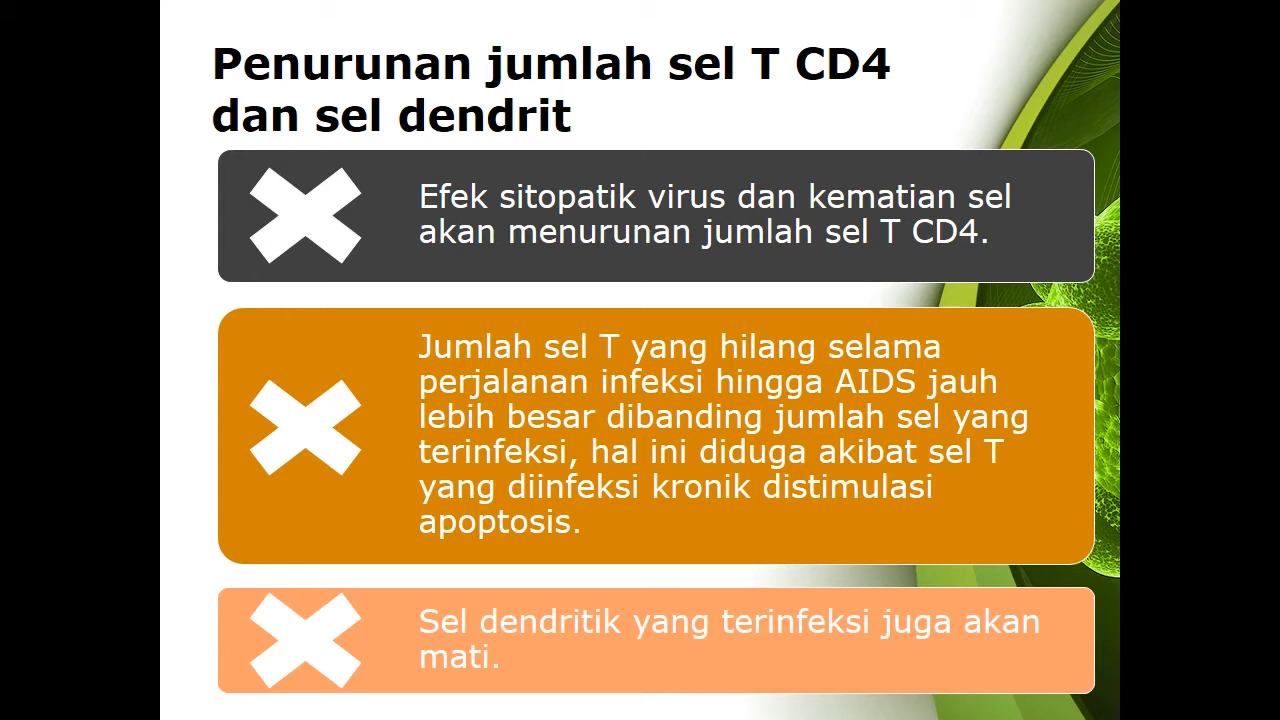 Penurunan jumlah sel T CD4
dan sel dendrit
Efek sitopatik virus dan kematian sel
akan menurunan jumlah sel T CD4.
Jumlah sel T yang hilang selama
perjalanan infeksi hingga AIDS jauh
lebih besar dibanding jumlah sel yang
terinfeksi, hal ini diduga akibat sel T
yang diinfeksi kronik distimulasi
apoptosis.
Sel dendritik yang terinfeksi juga akan
mati.